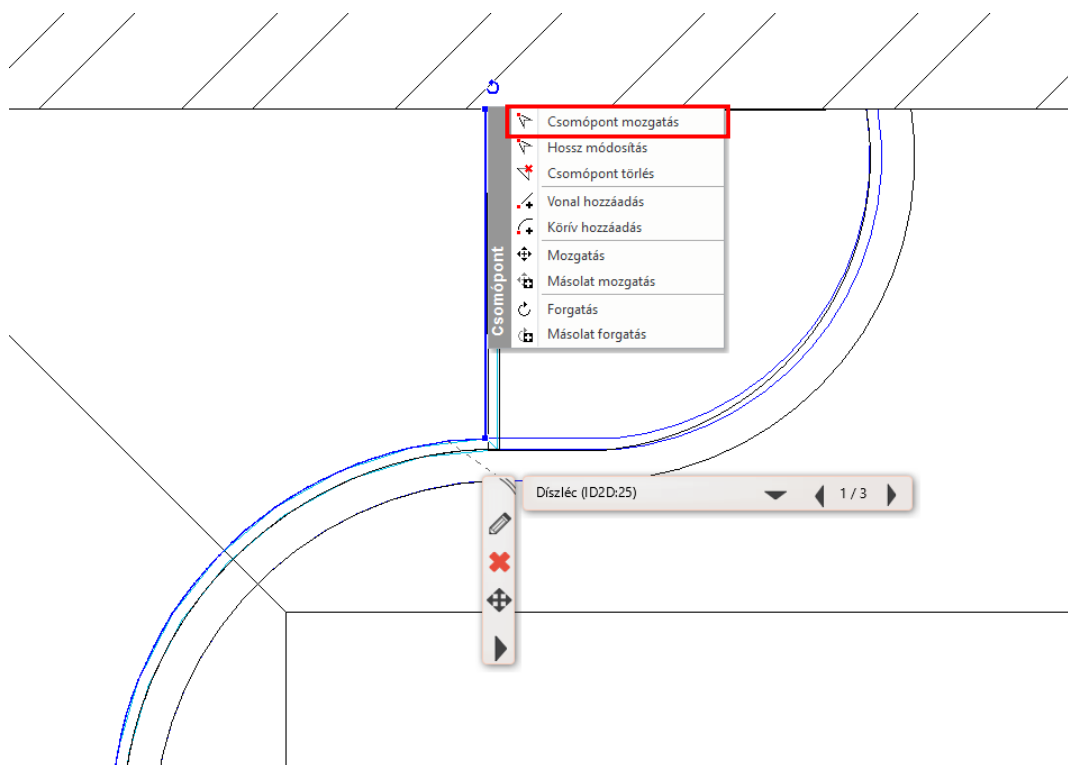 Csomópont mozgatás
Hossz módosítás
Csomópont törlés
Vonal hozzáadás
Körív hozzáadás
Mozgatás
Másolat mozgatás
Forgatás
Másolat forgatás
Csomópont
Díszléc (ID2D:25)
1 / 3